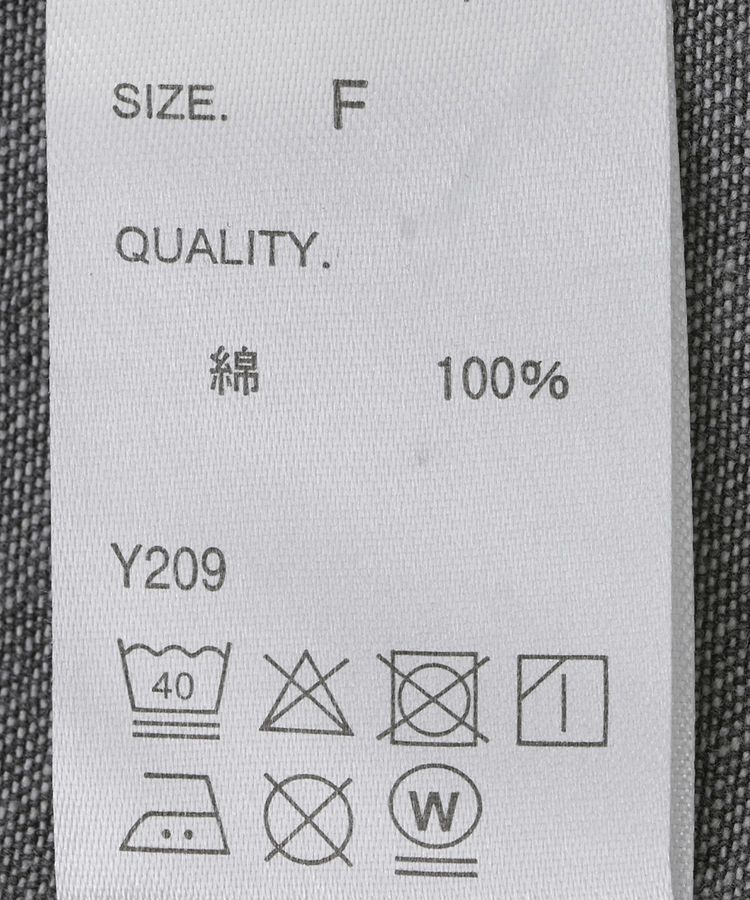 SIZE. F
QUALITY.
綿 100%
Y209
40
W